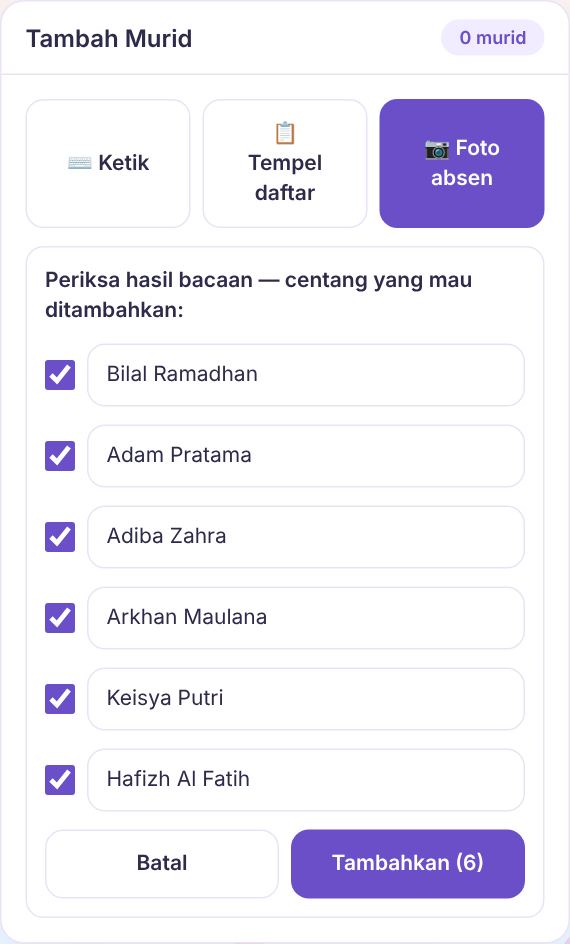 Tambah Murid
0 murid
⌨️ Ketik
📋
Tempel
daftar
📷 Foto
absen
Periksa hasil bacaan — centang yang mau
ditambahkan:
Bilal Ramadhan
Adam Pratama
Adiba Zahra
Arkhan Maulana
Keisya Putri
Hafizh Al Fatih
Batal
Tambahkan (6)